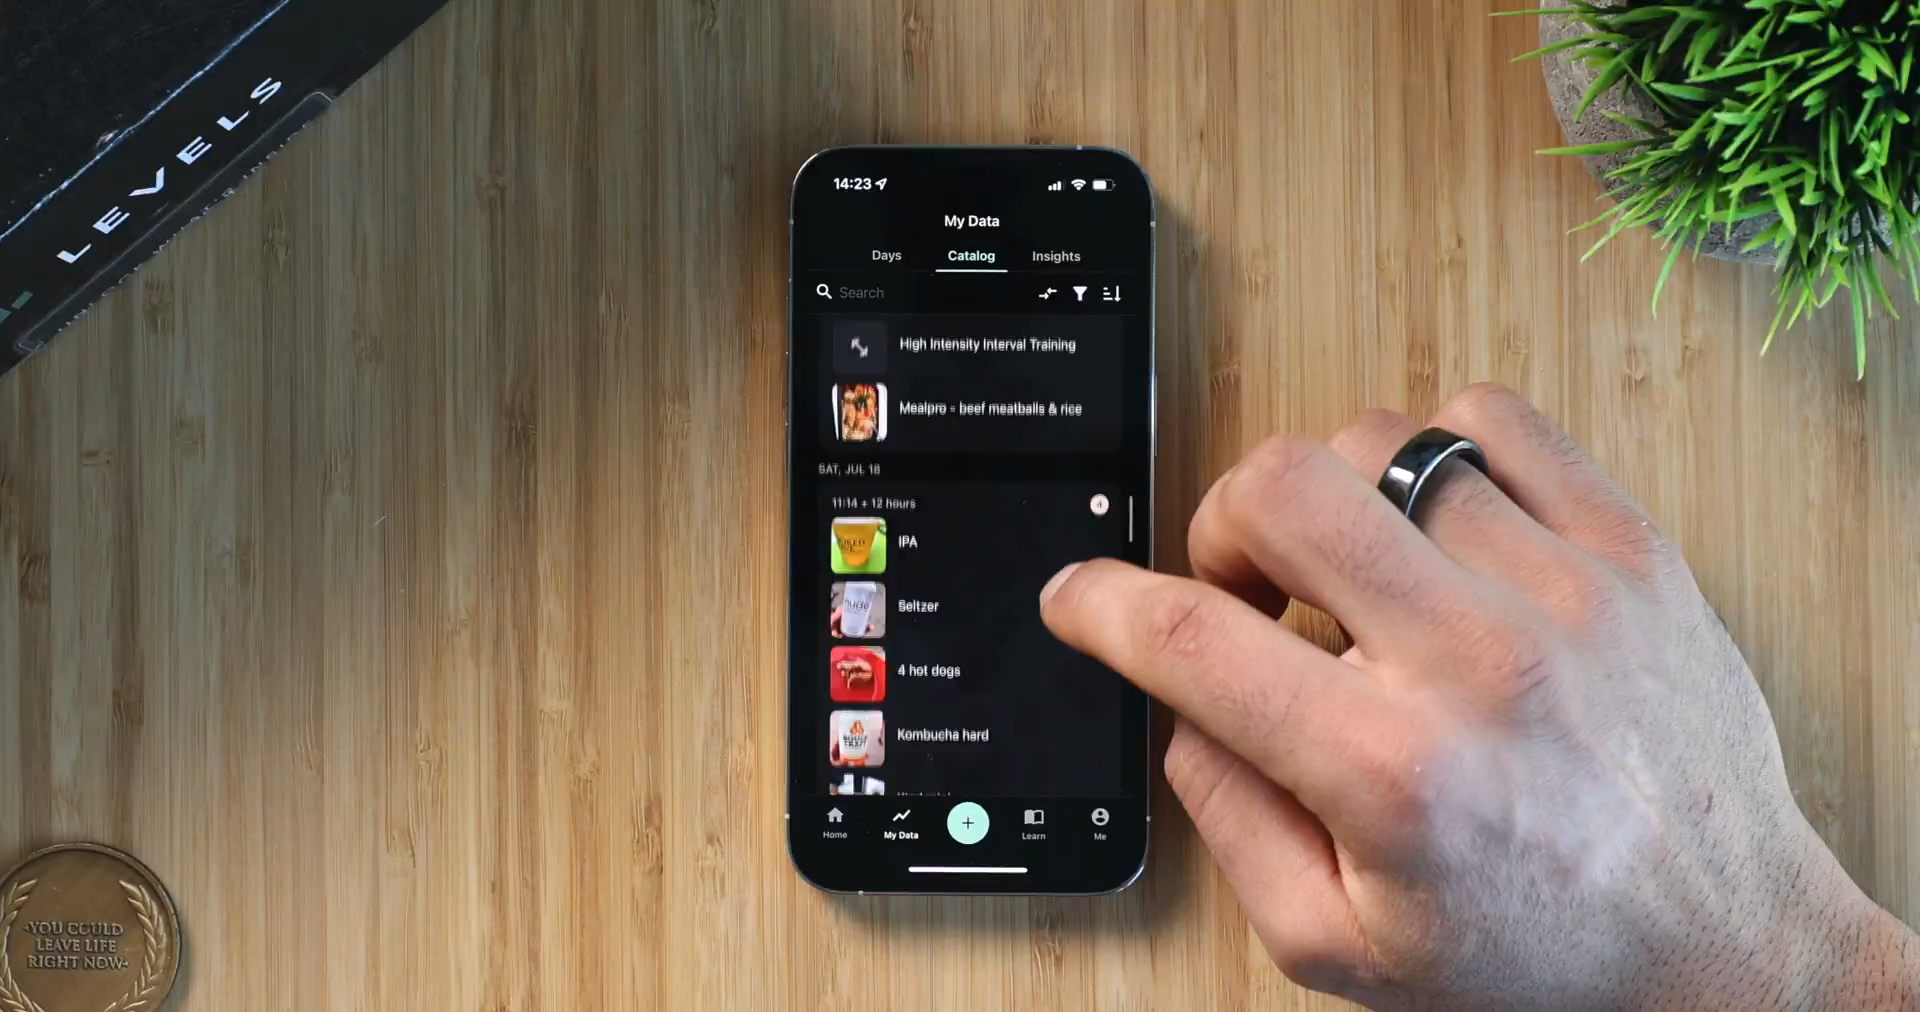 LEVELS
14:23
My Data
Days Catalog Insights
Search
High Intensity Interval Training
Mealpro - beef meatballs & rice
SAT, JUL 16
11:14 + 12 hours
IPA
Seltzer
nude
4 hot dogs
Kombucha hard
Home My Data + Learn Me
YOU COULD
LEAVE LIFE
RIGHT NOW